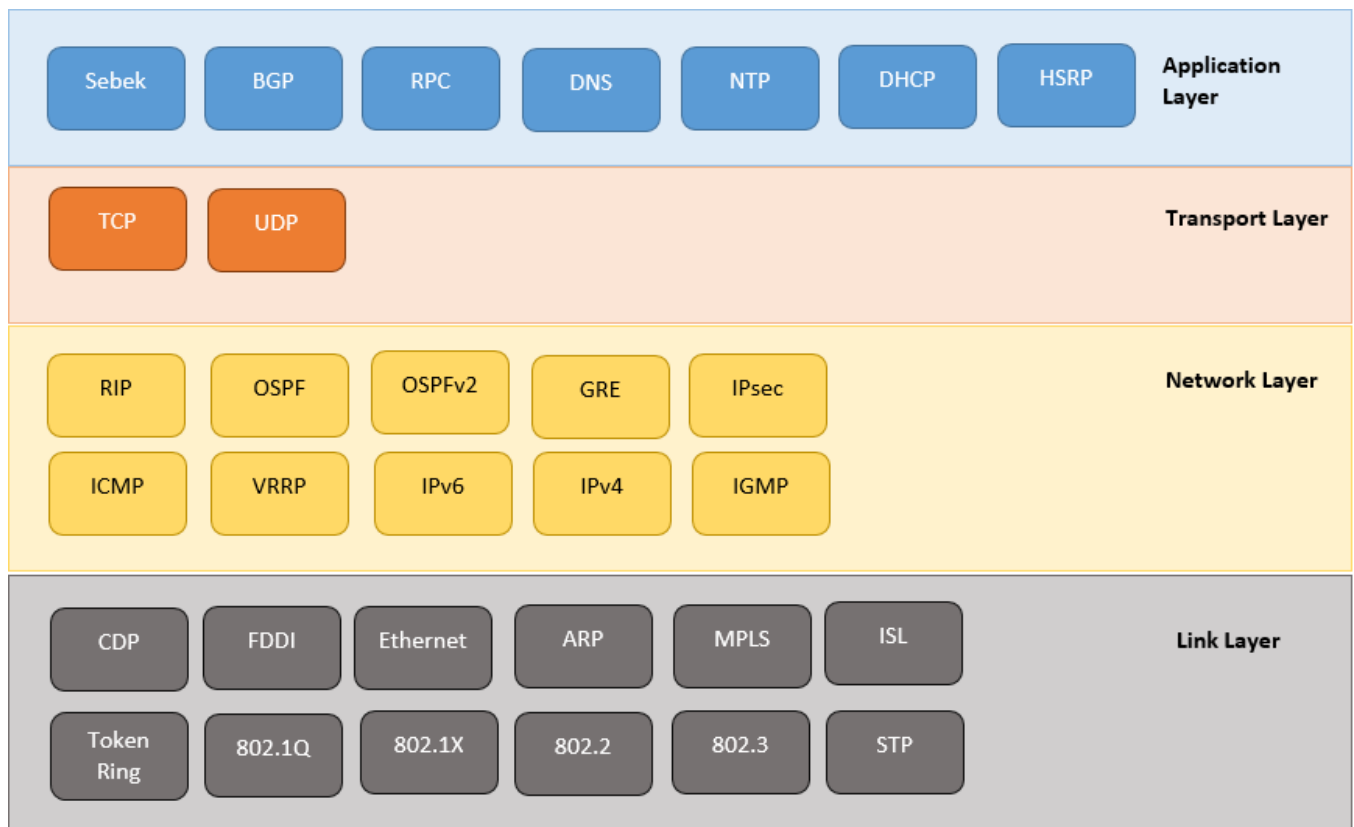 Sebek
BGP
RPC
DNS
NTP
DHCP
HSRP
Application
Layer
TCP
UDP
Transport Layer
RIP
OSPF
OSPFv2
GRE
IPsec
Network Layer
ICMP
VRRP
IPv6
IPv4
IGMP
CDP
FDDI
Ethernet
ARP
MPLS
ISL
Link Layer
Token
Ring
802.1Q
802.1X
802.2
802.3
STP